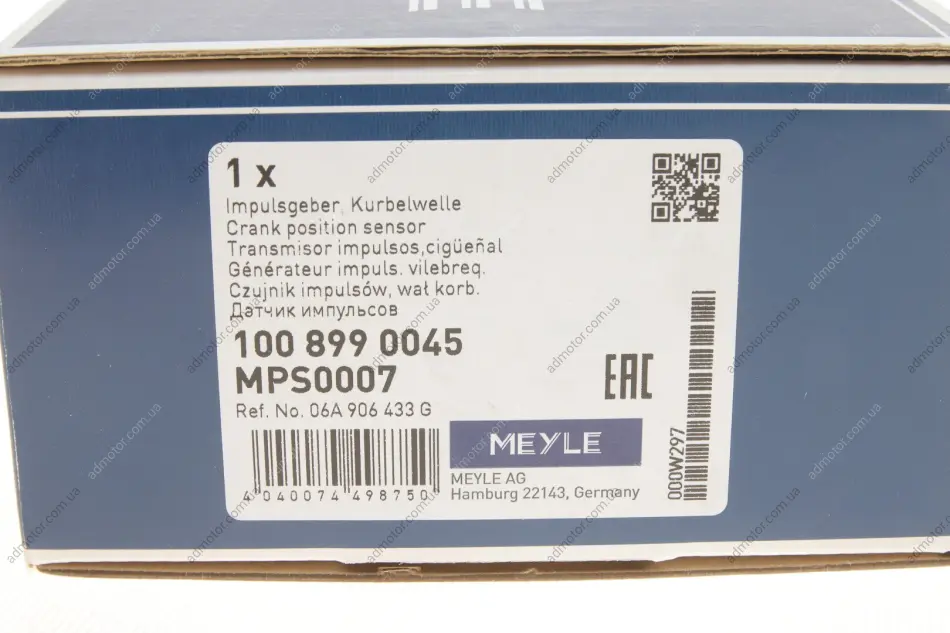 1 x
Impulsgeber, Kurbelwelle
Crank position sensor
Transmisor impulsos,cigüeñal
Générateur impuls. vilebreq.
Czujnik impulsów, wał korb.
Датчик импульсов
100 899 0045
MPS0007
Ref. No. 06A 906 433 G
EAC
4 040074 498750
MEYLE
MEYLE AG
Hamburg 22143, Germany
000W297
admotor.com.ua